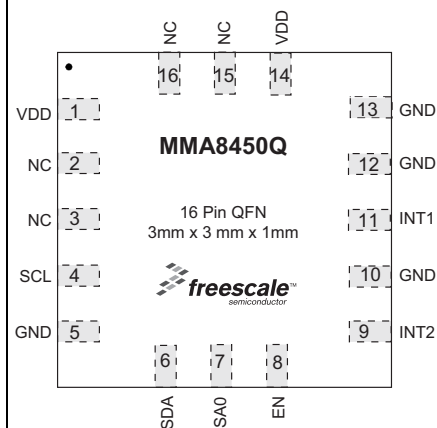 NC
NC
VDD
16
15
14
VDD 1
13 GND
MMA8450Q
NC 2
12 GND
NC 3
16 Pin QFN
11 INT1
3mm x 3 mm x 1mm
SCL 4
freescale™
semiconductor
10 GND
GND 5
9 INT2
6
7
8
SDA
SA0
EN